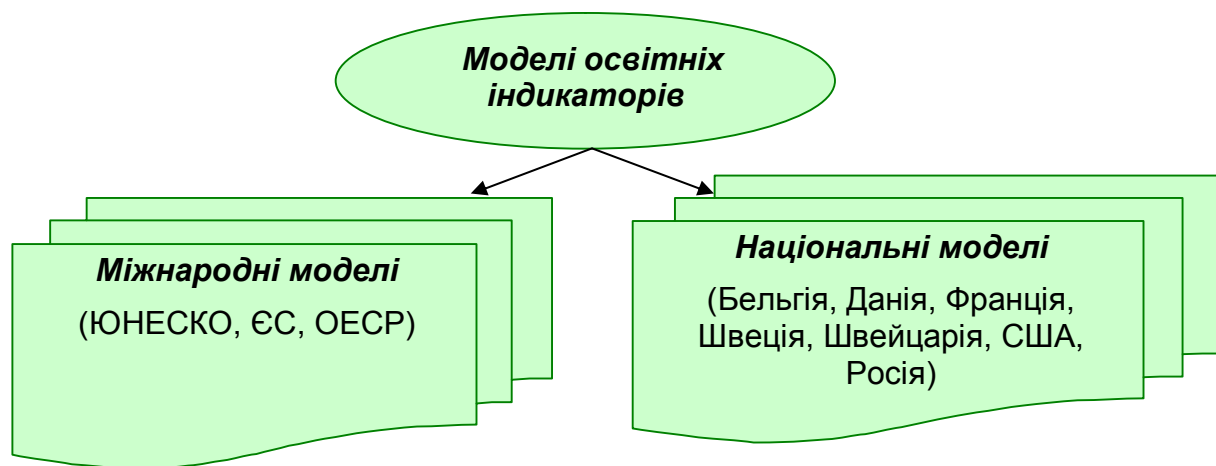 Моделі освітніх
індикаторів
Міжнародні моделі
(ЮНЕСКО, ЄС, ОЕСР)
Національні моделі
(Бельгія, Данія, Франція,
Швеція, Швейцарія, США,
Росія)